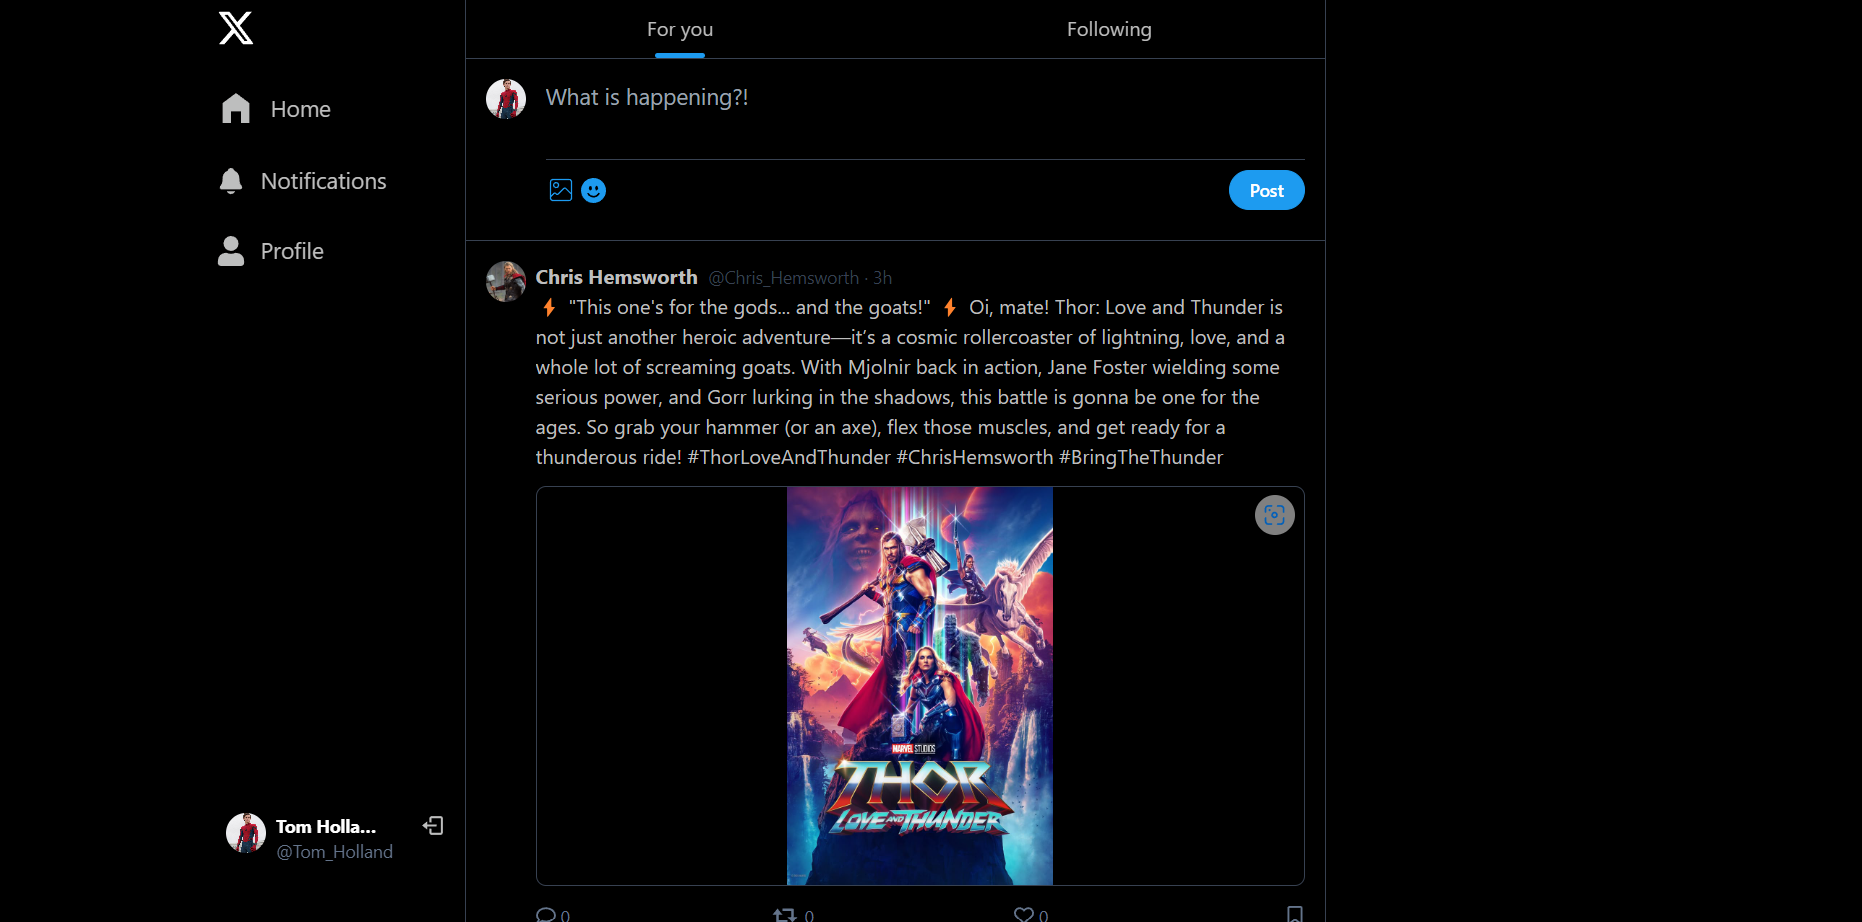 For you
Following
Home
Notifications
Profile
What is happening?!
Post
Chris Hemsworth @Chris_Hemsworth · 3h
⚡ "This one's for the gods... and the goats!" ⚡ Oi, mate! Thor: Love and Thunder is
not just another heroic adventure—it’s a cosmic rollercoaster of lightning, love, and a
whole lot of screaming goats. With Mjolnir back in action, Jane Foster wielding some
serious power, and Gorr lurking in the shadows, this battle is gonna be one for the
ages. So grab your hammer (or an axe), flex those muscles, and get ready for a
thunderous ride! #ThorLoveAndThunder #ChrisHemsworth #BringTheThunder
MARVEL STUDIOS
THOR
LOVE AND THUNDER
Tom Holla...
@Tom_Holland
0 0 0